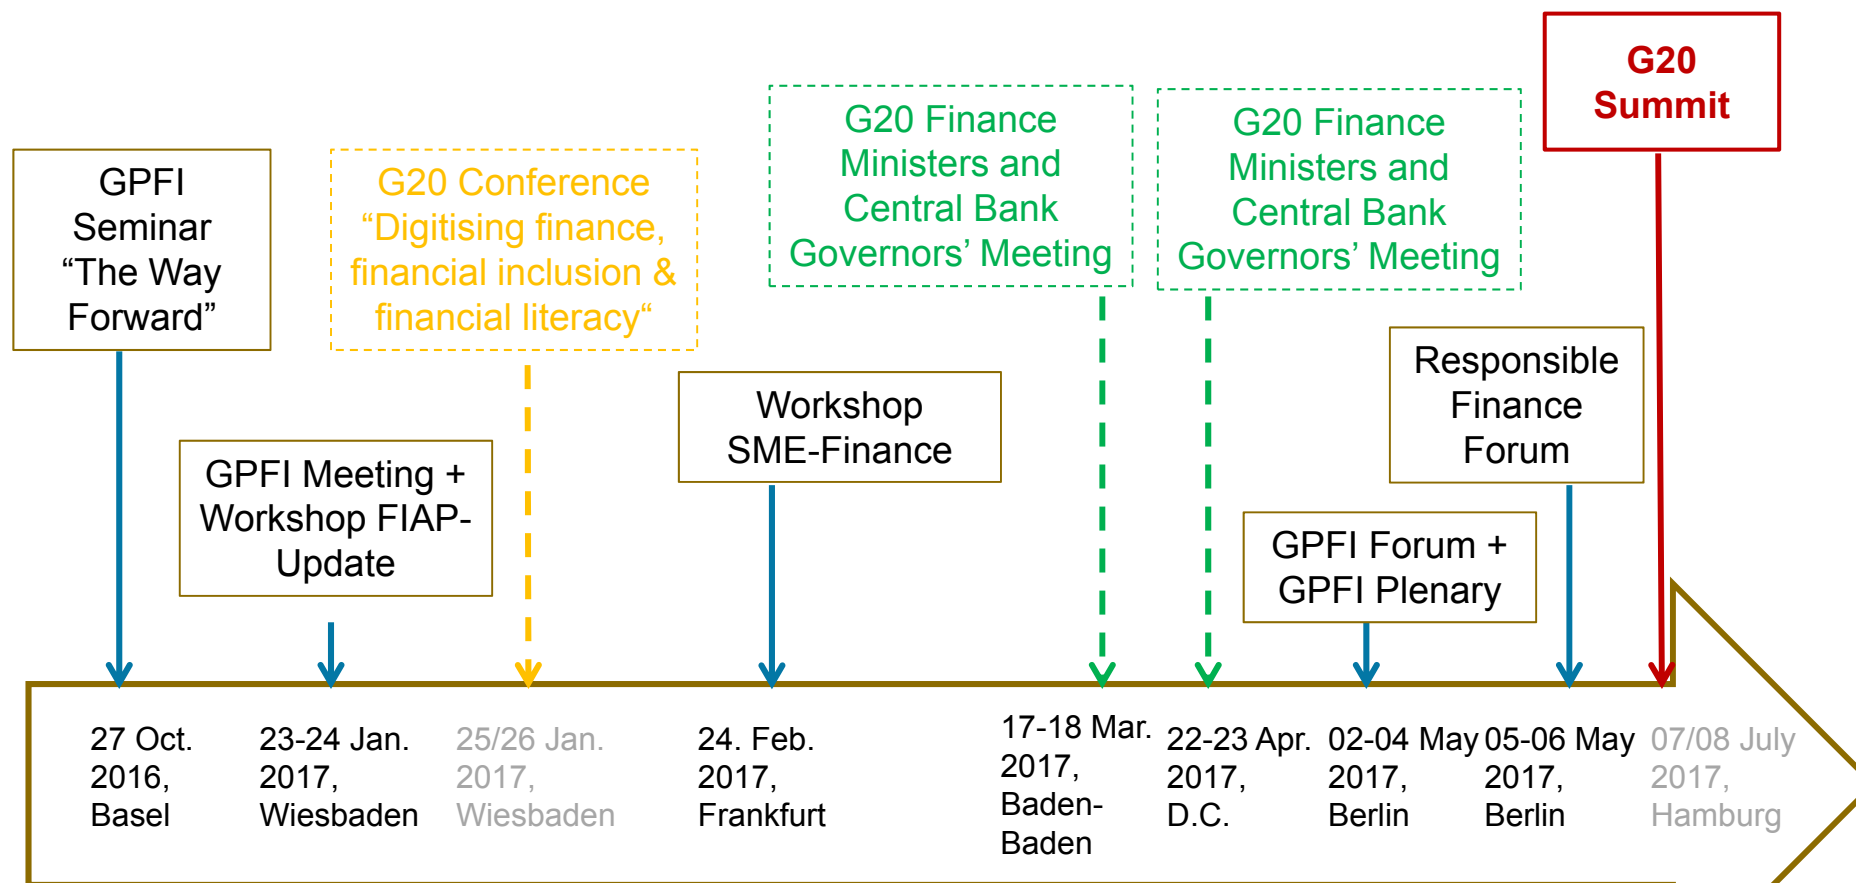 GPFI
Seminar
“The Way
Forward”
GPFI Meeting +
Workshop FIAP-
Update
G20 Conference
“Digitising finance,
financial inclusion &
financial literacy“
Workshop
SME-Finance
G20 Finance
Ministers and
Central Bank
Governors’ Meeting
G20 Finance
Ministers and
Central Bank
Governors’ Meeting
GPFI Forum +
GPFI Plenary
Responsible
Finance
Forum
G20
Summit
27 Oct.
2016,
Basel
23-24 Jan.
2017,
Wiesbaden
25/26 Jan.
2017,
Wiesbaden
24. Feb.
2017,
Frankfurt
17-18 Mar.
2017,
Baden-
Baden
22-23 Apr.
2017,
D.C.
02-04 May
2017,
Berlin
05-06 May
2017,
Berlin
07/08 July
2017,
Hamburg